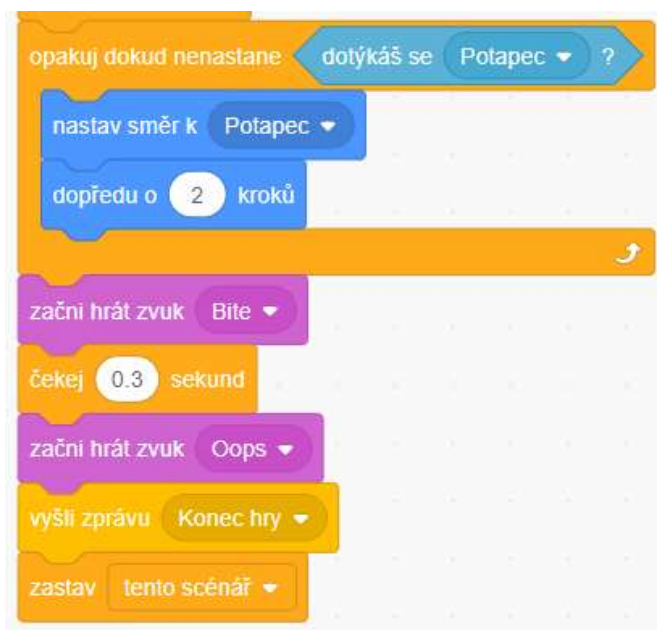 opakuj dokud nenastane dotýkáš se Potapec ?
nastav směr k Potapec
dopředu o 2 kroků
začni hrát zvuk Bite
čekej 0.3 sekund
začni hrát zvuk Oops
vyšli zprávu Konec hry
zastav tento scénář